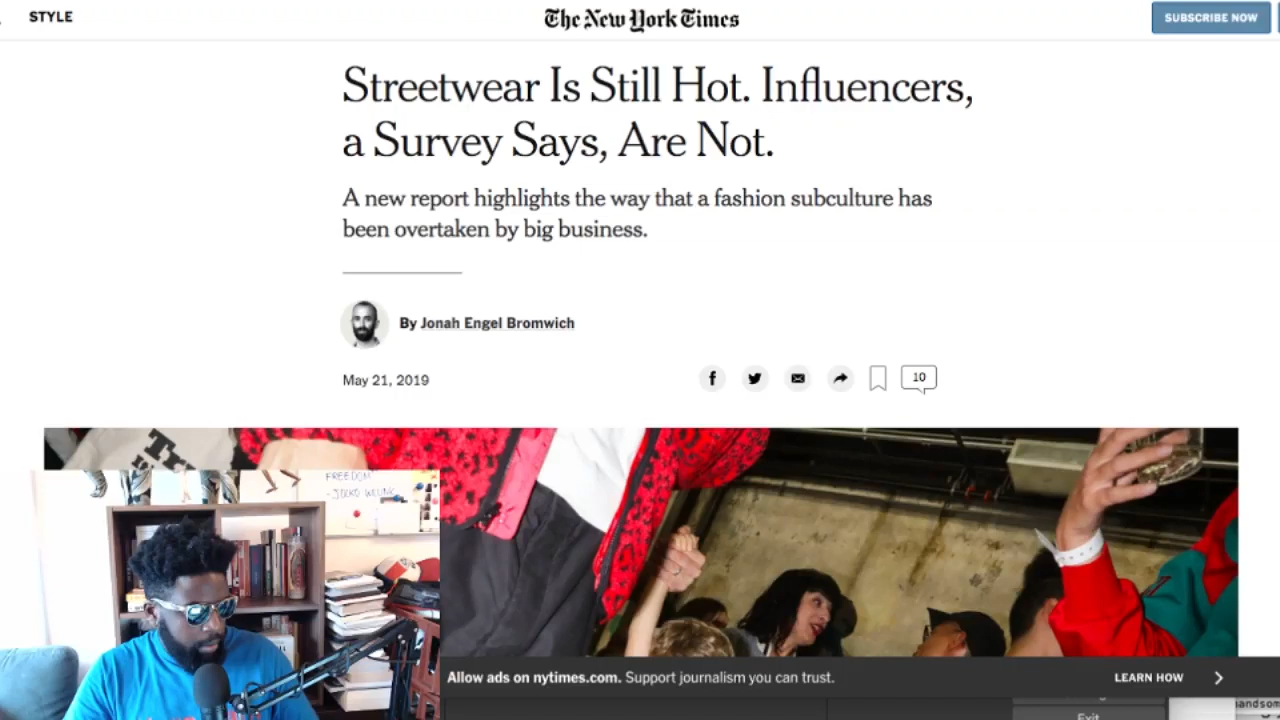 STYLE
The New York Times
SUBSCRIBE NOW
Streetwear Is Still Hot. Influencers,
a Survey Says, Are Not.
A new report highlights the way that a fashion subculture has
been overtaken by big business.
By Jonah Engel Bromwich
May 21, 2019
10
FREEDOM"
-JOCKO WILLINK
Allow ads on nytimes.com. Support journalism you can trust.
LEARN HOW
Exit